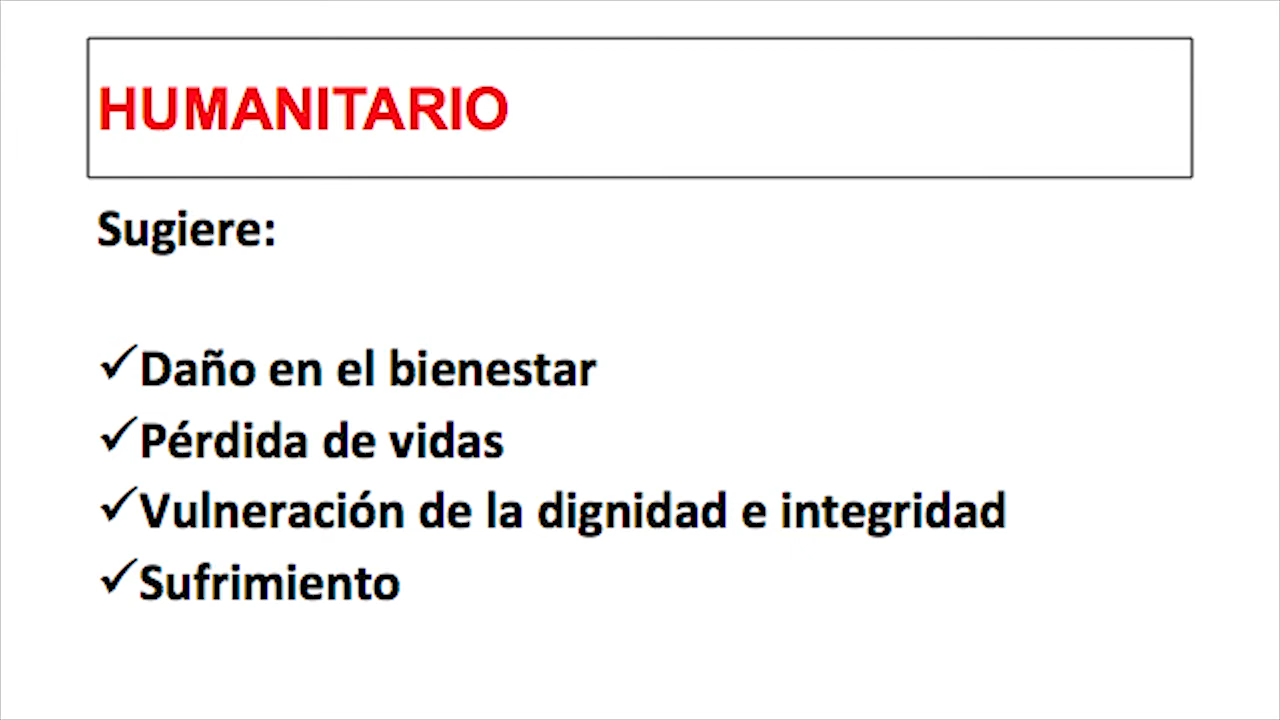 HUMANITARIO
Sugiere:
✓Daño en el bienestar
✓Pérdida de vidas
✓Vulneración de la dignidad e integridad
✓Sufrimiento